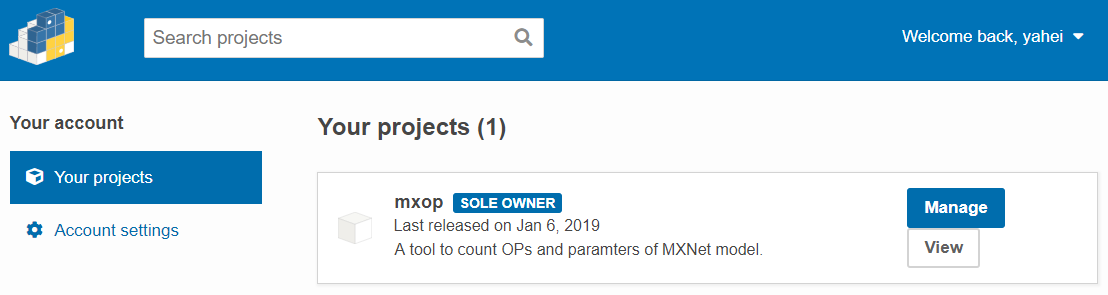 Search projects
Welcome back, yahei
Your account
Your projects
Account settings
Your projects (1)
mxop SOLE OWNER
Last released on Jan 6, 2019
A tool to count OPs and paramters of MXNet model.
Manage
View